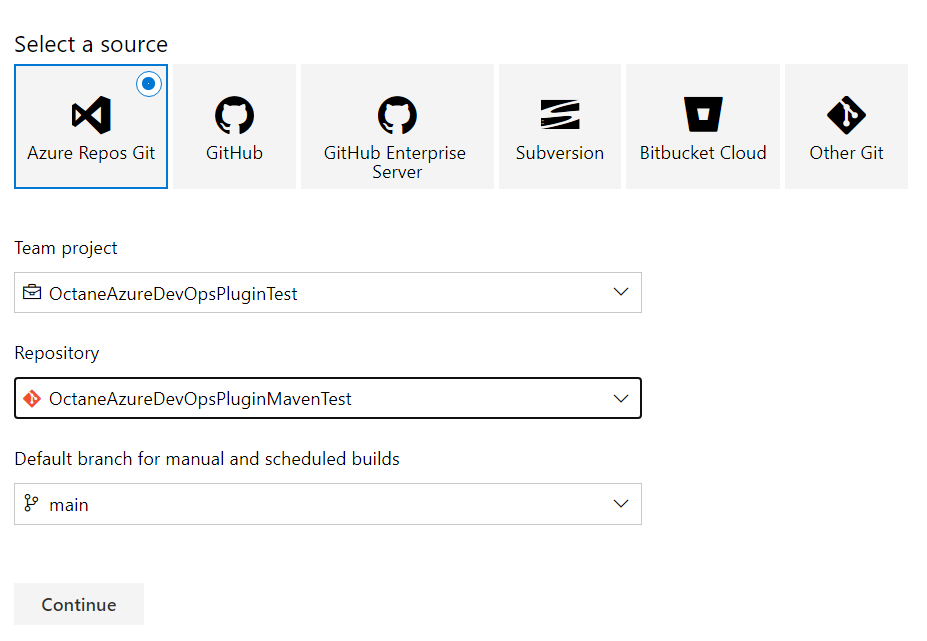 Select a source
Azure Repos Git
GitHub
GitHub Enterprise
Server
Subversion
Bitbucket Cloud
Other Git
Team project
OctaneAzureDevOpsPluginTest
Repository
OctaneAzureDevOpsPluginMavenTest
Default branch for manual and scheduled builds
main
Continue